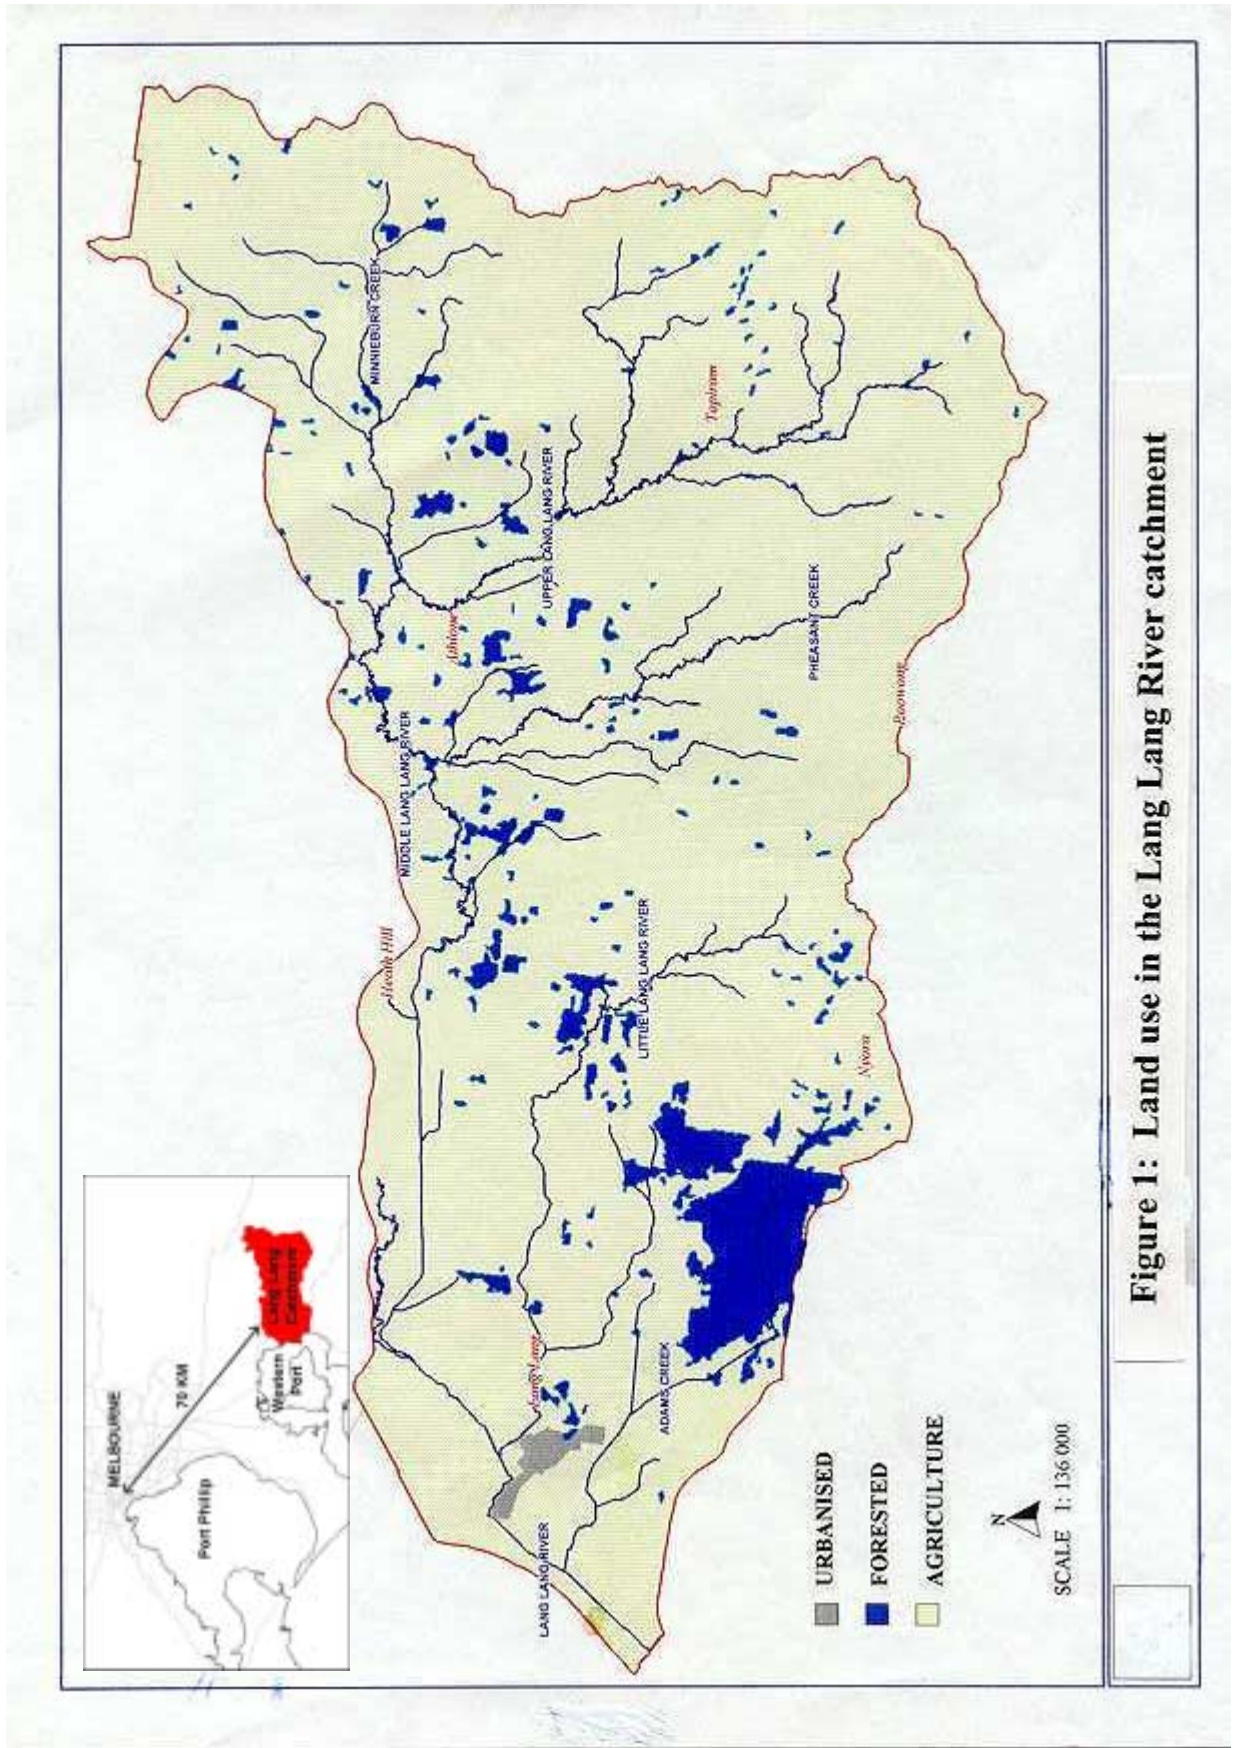 MELBOURNE
70 KM
Port Phillip
Western
Port
Lang Lang
Catchment
MINNIEBURN CREEK
Heath Hill
MIDDLE LANG LANG RIVER
Athlone
UPPER LANG LANG RIVER
Topiram
LANG LANG RIVER
Lang Lang
LITTLE LANG LANG RIVER
ADAMS CREEK
PHEASANT CREEK
Nyora
Poowong
URBANISED
FORESTED
AGRICULTURE
N
SCALE 1: 136 000
Figure 1: Land use in the Lang Lang River catchment